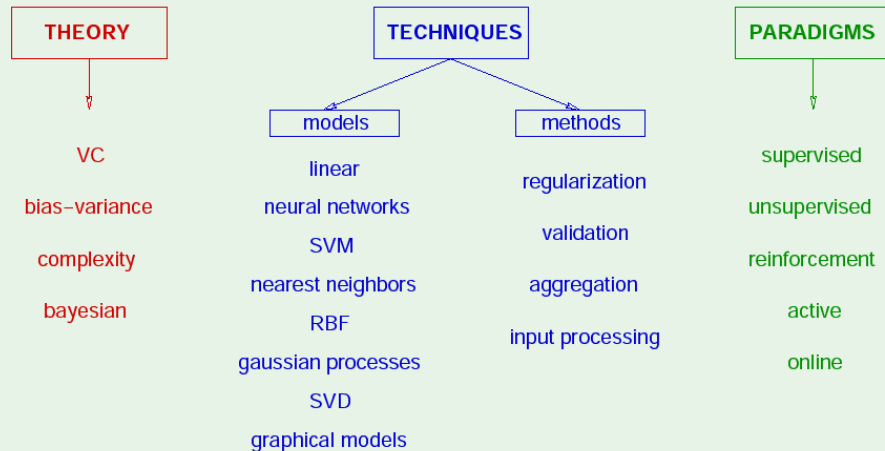 THEORY
TECHNIQUES
PARADIGMS
models
methods
VC
bias−variance
complexity
bayesian
linear
neural networks
SVM
nearest neighbors
RBF
gaussian processes
SVD
graphical models
regularization
validation
aggregation
input processing
supervised
unsupervised
reinforcement
active
online